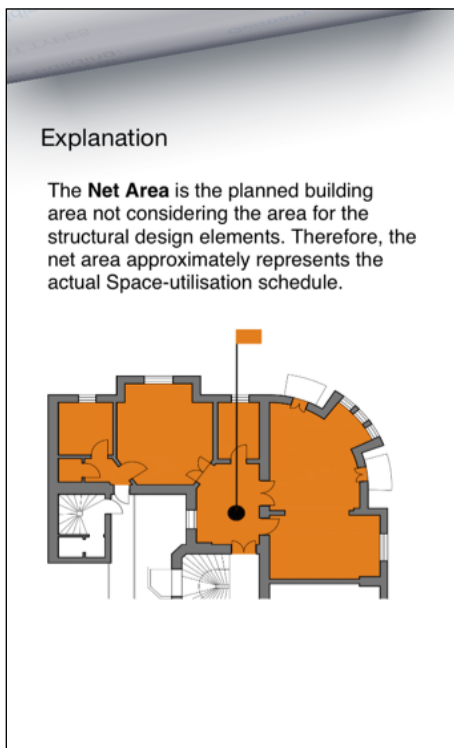 Explanation
The Net Area is the planned building
area not considering the area for the
structural design elements. Therefore, the
net area approximately represents the
actual Space-utilisation schedule.